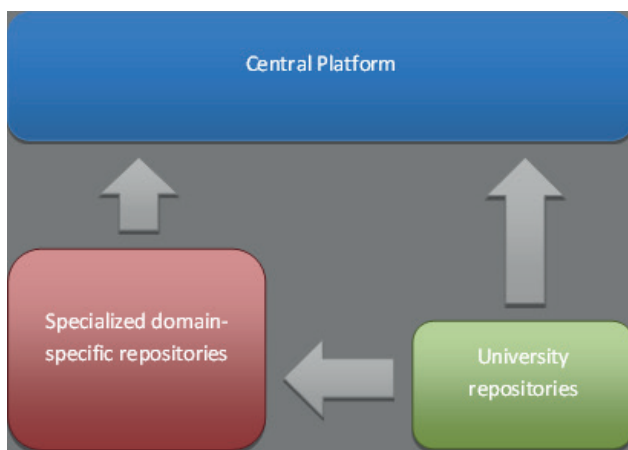 Central Platform
Specialized domain-
specific repositories
University
repositories